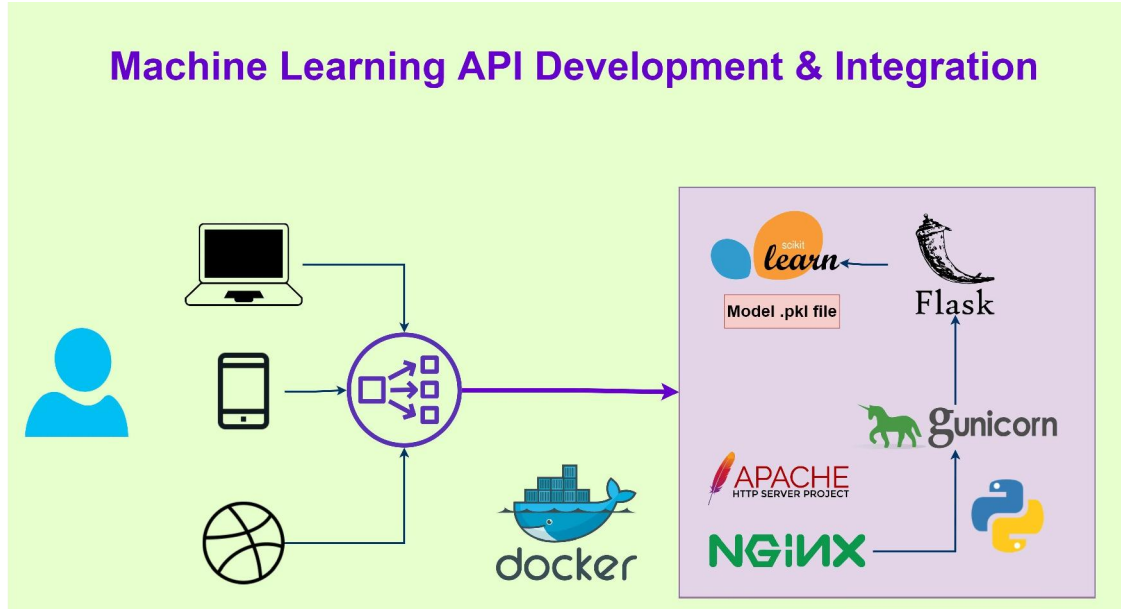 Machine Learning API Development & Integration
scikit
learn
Flask
Model .pkl file
gunicorn
APACHE
HTTP SERVER PROJECT
NGiNX
docker